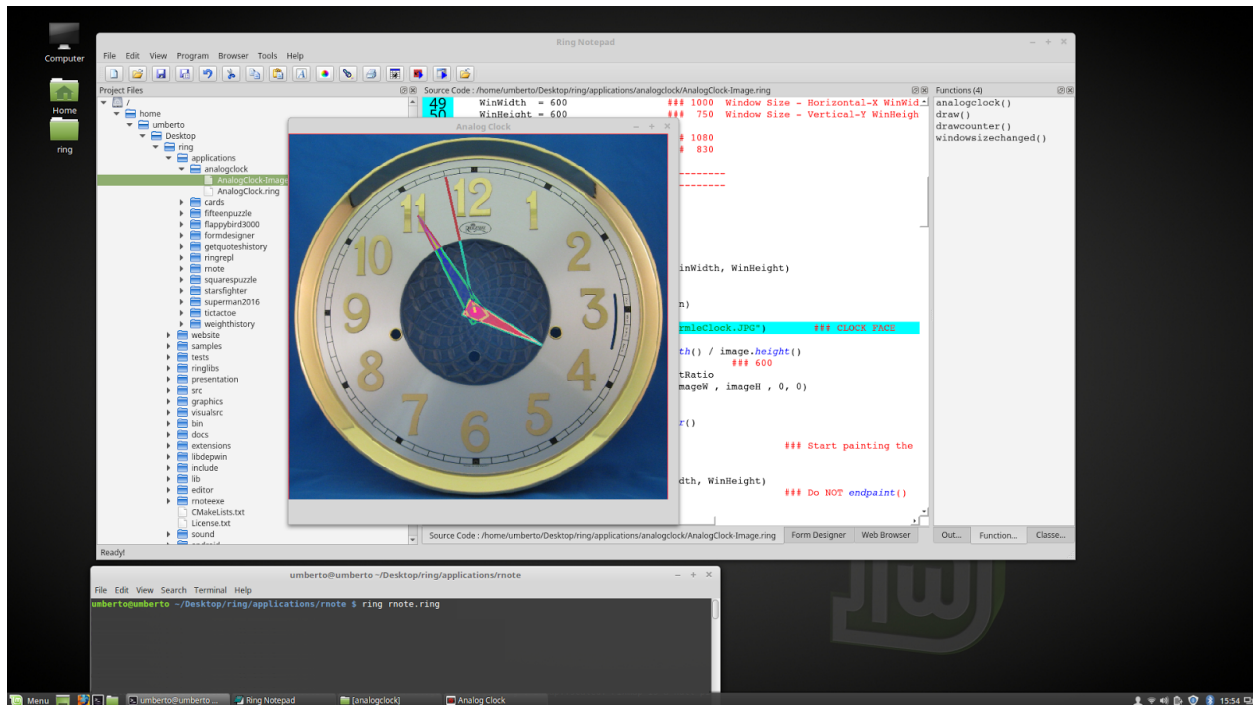 Computer
Home
ring
Ring Notepad
File Edit View Program Browser Tools Help
Project Files
/
home
umberto
Desktop
ring
applications
analogclock
AnalogClock-Image
AnalogClock.ring
cards
fifteenpuzzle
flappybird3000
formdesigner
getquoteshistory
ringrepl
rnote
squarespuzzle
starsfighter
superman2016
tictactoe
weighthistory
website
samples
tests
ringlibs
presentation
src
graphics
visualsrc
bin
docs
extensions
libdepwin
include
lib
editor
rnoteexe
CMakeLists.txt
License.txt
sound
Ready!
Source Code : /home/umberto/Desktop/ring/applications/analogclock/AnalogClock-Image.ring
49 WinWidth = 600 ### 1000 Window Size - Horizontal-X WinWid
50 WinHeight = 600 ### 750 Window Size - Vertical-Y WinHeigh
# 1080
# 830
--------
--------
inWidth, WinHeight)
n)
rmleClock.JPG") ### CLOCK FACE
th() / image.height()
### 600
tRatio
mageW , imageH , 0, 0)
r()
### Start painting the
dth, WinHeight)
### Do NOT endpaint()
Source Code : /home/umberto/Desktop/ring/applications/analogclock/AnalogClock-Image.ring Form Designer Web Browser
Functions (4)
analogclock()
draw()
drawcounter()
windowsizechanged()
Out... Function... Classe...
Analog Clock
12
1
2
3
4
5
6
7
8
9
10
11
umberto@umberto ~/Desktop/ring/applications/rnote
File Edit View Search Terminal Help
umberto@umberto ~/Desktop/ring/applications/rnote $ ring rnote.ring
Menu umberto@umberto ... Ring Notepad [analogclock] Analog Clock 15:54